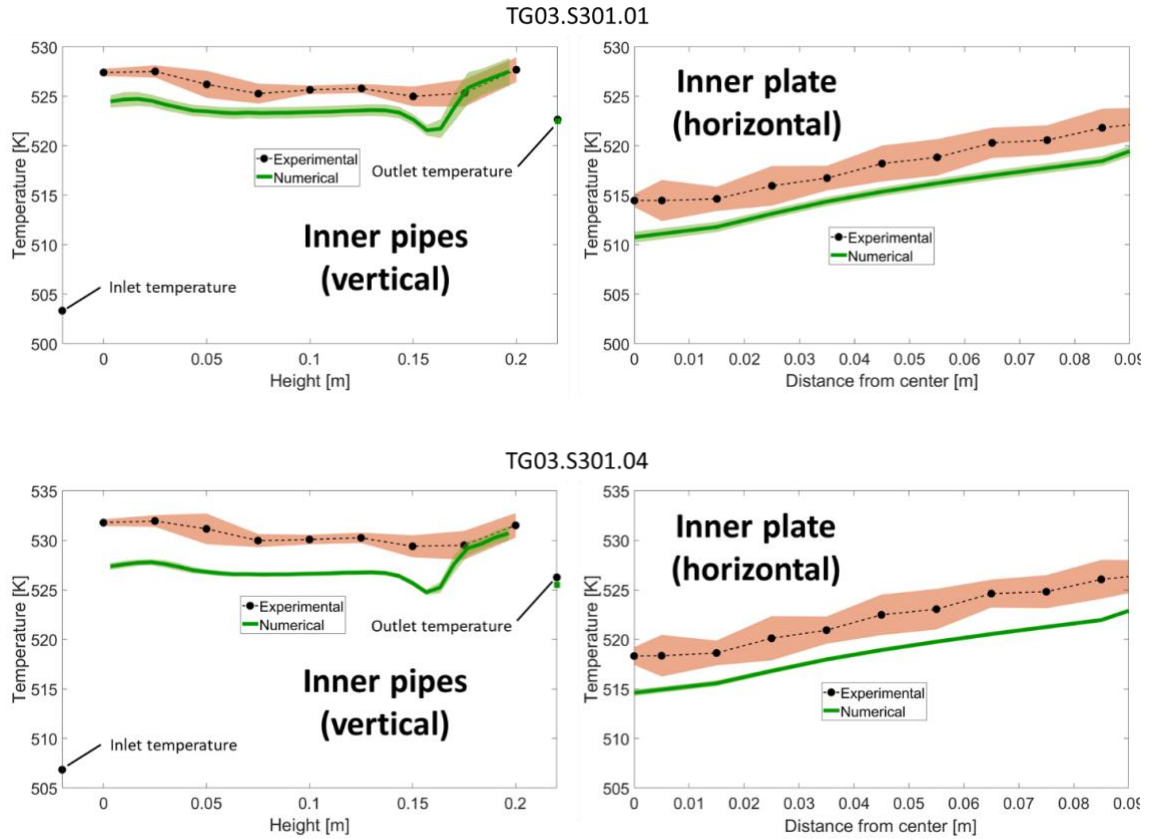 TG03.S301.01
530
525
520
515
510
505
500
Temperature [K]
Experimental
Numerical
Outlet temperature
Inner pipes
(vertical)
Inlet temperature
0
0.05
0.1
0.15
0.2
Height [m]
530
525
520
515
510
505
500
Temperature [K]
Inner plate
(horizontal)
Experimental
Numerical
0
0.01
0.02
0.03
0.04
0.05
0.06
0.07
0.08
0.09
Distance from center [m]
TG03.S301.04
535
530
525
520
515
510
505
Temperature [K]
Experimental
Numerical
Outlet temperature
Inner pipes
(vertical)
Inlet temperature
0
0.05
0.1
0.15
0.2
Height [m]
535
530
525
520
515
510
505
Temperature [K]
Inner plate
(horizontal)
Experimental
Numerical
0
0.01
0.02
0.03
0.04
0.05
0.06
0.07
0.08
0.09
Distance from center [m]